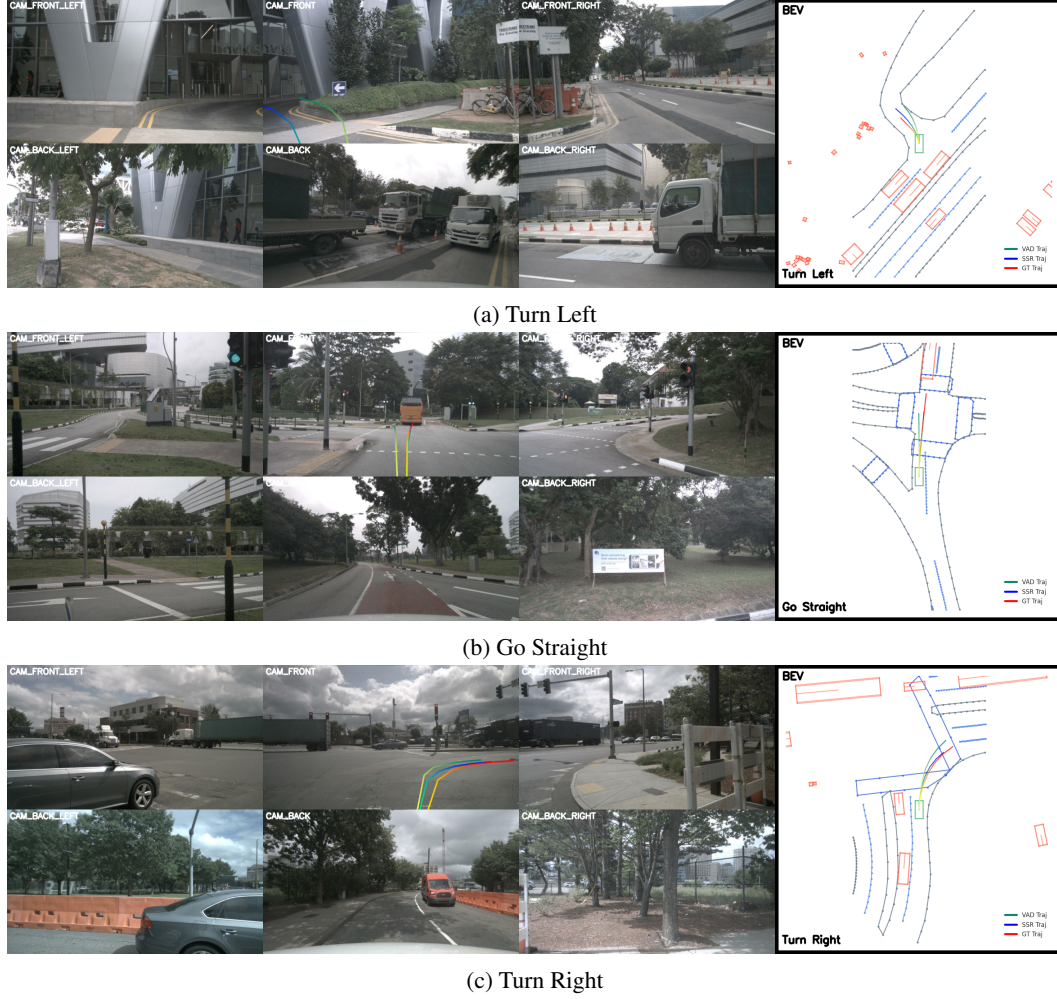 CAM_FRONT_LEFT
CAM_FRONT
CAM_FRONT_RIGHT
BEV
CAM_BACK_LEFT
CAM_BACK
CAM_BACK_RIGHT
VAD Traj
SSR Traj
GT Traj
Turn Left
(a) Turn Left
CAM_FRONT_LEFT
CAM_FRONT
CAM_FRONT_RIGHT
BEV
CAM_BACK_LEFT
CAM_BACK
CAM_BACK_RIGHT
VAD Traj
SSR Traj
GT Traj
Go Straight
(b) Go Straight
CAM_FRONT_LEFT
CAM_FRONT
CAM_FRONT_RIGHT
BEV
CAM_BACK_LEFT
CAM_BACK
CAM_BACK_RIGHT
VAD Traj
SSR Traj
GT Traj
Turn Right
(c) Turn Right